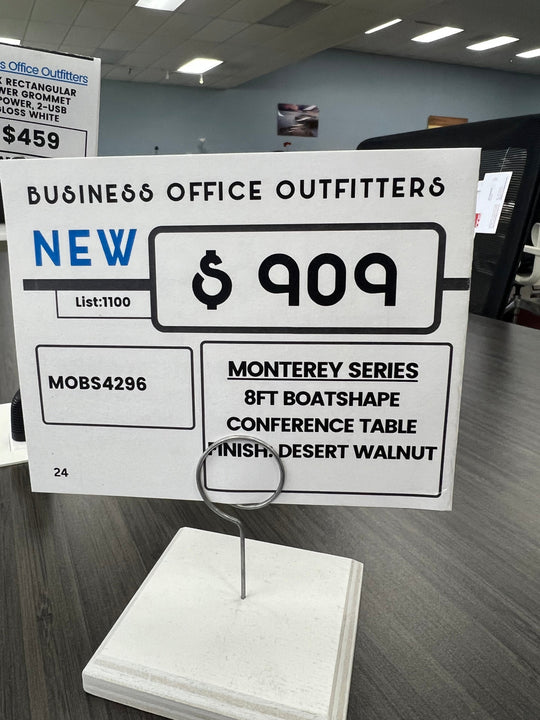 s Office Outfitters
RECTANGULAR
WER GROMMET
POWER, 2-USB
GLOSS WHITE
$459
BUSINESS OFFICE OUTFITTERS
NEW
$ 909
List:1100
MOBS4296
MONTEREY SERIES
8FT BOATSHAPE
CONFERENCE TABLE
FINISH: DESERT WALNUT
24